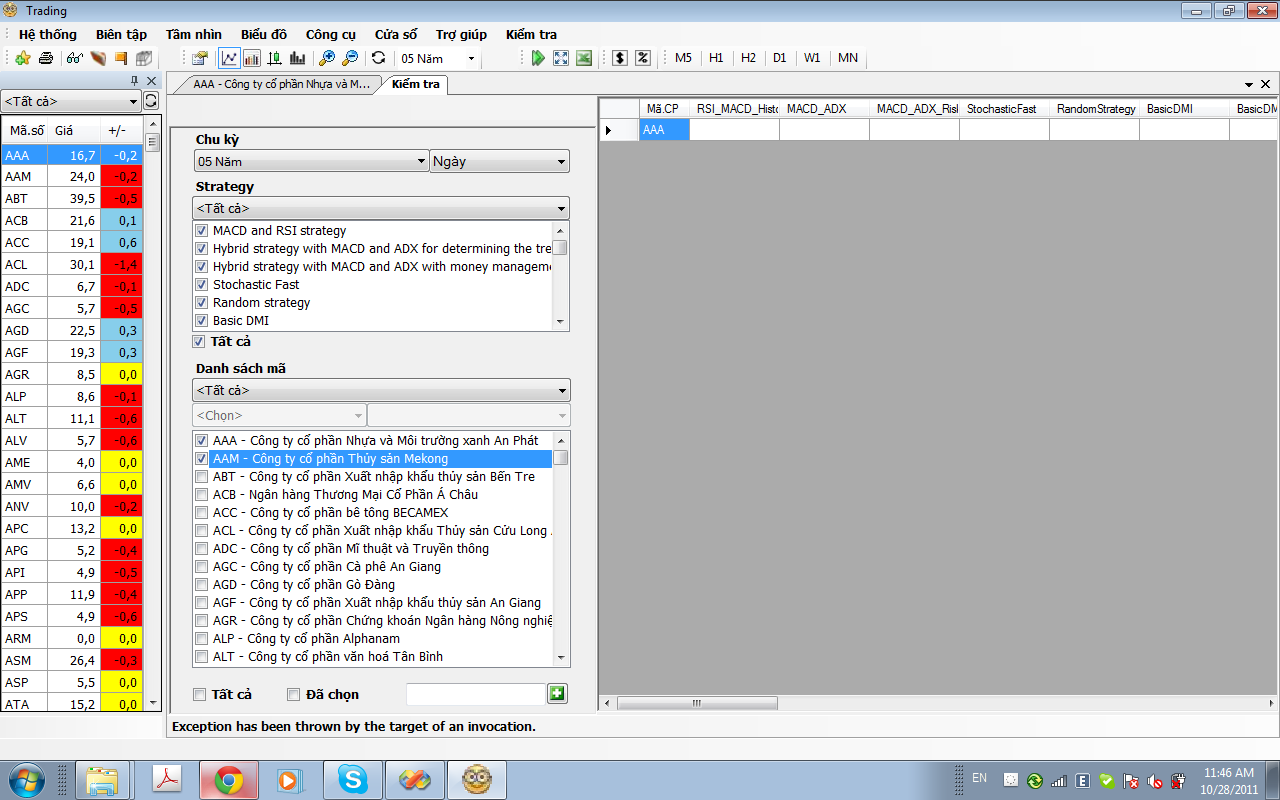 Trading
Hệ thống Biên tập Tầm nhìn Biểu đồ Công cụ Cửa sổ Trợ giúp Kiểm tra
05 Năm $ % M5 H1 H2 D1 W1 MN
AAA - Công ty cổ phần Nhựa và M... Kiểm tra
<Tất cả>
Mã.số Giá +/-
AAA 16,7 -0,2
AAM 24,0 -0,2
ABT 39,5 -0,5
ACB 21,6 0,1
ACC 19,1 0,6
ACL 30,1 -1,4
ADC 6,7 -0,1
AGC 5,7 -0,5
AGD 22,5 0,3
AGF 19,3 0,3
AGR 8,5 0,0
ALP 8,6 -0,1
ALT 11,1 -0,6
ALV 5,7 -0,6
AME 4,0 0,0
AMV 6,6 0,0
ANV 10,0 -0,2
APC 13,2 0,0
APG 5,2 -0,4
API 4,9 -0,5
APP 11,9 -0,4
APS 4,9 -0,6
ARM 0,0 0,0
ASM 26,4 -0,3
ASP 5,5 0,0
ATA 15,2 0,0
Chu kỳ
05 Năm Ngày
Strategy
<Tất cả>
MACD and RSI strategy
Hybrid strategy with MACD and ADX for determining the tre
Hybrid strategy with MACD and ADX with money manageme
Stochastic Fast
Random strategy
Basic DMI
Tất cả
Danh sách mã
<Tất cả>
<Chọn>
AAA - Công ty cổ phần Nhựa và Môi trường xanh An Phát
AAM - Công ty cổ phần Thủy sản Mekong
ABT - Công ty cổ phần Xuất nhập khẩu thủy sản Bến Tre
ACB - Ngân hàng Thương Mại Cổ Phần Á Châu
ACC - Công ty cổ phần bê tông BECAMEX
ACL - Công ty cổ phần Xuất nhập khẩu Thủy sản Cửu Long
ADC - Công ty cổ phần Mĩ thuật và Truyền thông
AGC - Công ty cổ phần Cà phê An Giang
AGD - Công ty cổ phần Gò Đàng
AGF - Công ty cổ phần Xuất nhập khẩu thủy sản An Giang
AGR - Công ty cổ phần Chứng khoán Ngân hàng Nông nghiệ
ALP - Công ty cổ phần Alphanam
ALT - Công ty cổ phần văn hoá Tân Bình
Tất cả Đã chọn
Mã.CP RSI_MACD_Histo MACD_ADX MACD_ADX_Risl StochasticFast RandomStrategy BasicDMI BasicDM
AAA
Exception has been thrown by the target of an invocation.
EN E 11:46 AM
10/28/2011